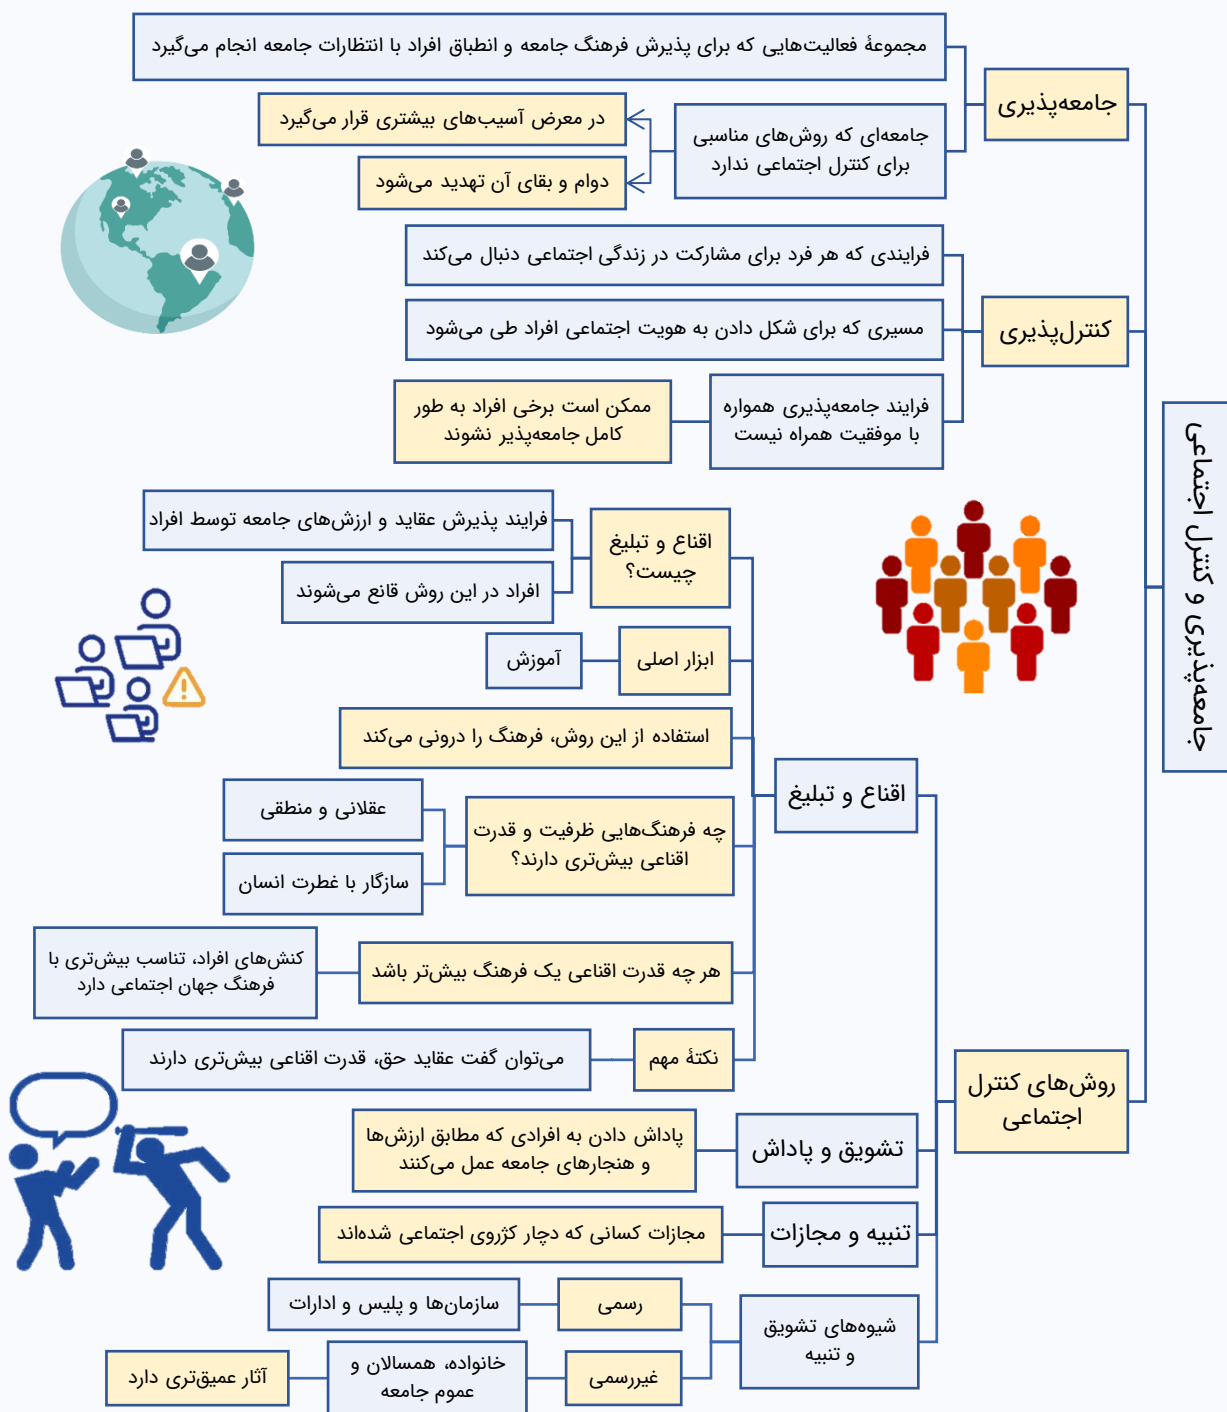 جامعه‌پذیری و کنترل اجتماعی
جامعه‌پذیری
مجموعهٔ فعالیت‌هایی که برای پذیرش فرهنگ جامعه و انطباق افراد با انتظارات جامعه انجام می‌گیرد
جامعه‌ای که روش‌های مناسبی
برای کنترل اجتماعی ندارد
در معرض آسیب‌های بیشتری قرار می‌گیرد
دوام و بقای آن تهدید می‌شود
کنترل‌پذیری
فرایندی که هر فرد برای مشارکت در زندگی اجتماعی دنبال می‌کند
مسیری که برای شکل دادن به هویت اجتماعی افراد طی می‌شود
فرایند جامعه‌پذیری همواره
با موفقیت همراه نیست
ممکن است برخی افراد به طور
کامل جامعه‌پذیر نشوند
روش‌های کنترل
اجتماعی
اقناع و تبلیغ
اقناع و تبلیغ
چیست؟
فرایند پذیرش عقاید و ارزش‌های جامعه توسط افراد
افراد در این روش قانع می‌شوند
ابزار اصلی
آموزش
استفاده از این روش، فرهنگ را درونی می‌کند
چه فرهنگ‌هایی ظرفیت و قدرت
اقناعی بیش‌تری دارند؟
عقلانی و منطقی
سازگار با غطرت انسان
هر چه قدرت اقناعی یک فرهنگ بیش‌تر باشد
کنش‌های افراد، تناسب بیش‌تری با
فرهنگ جهان اجتماعی دارد
نکتهٔ مهم
می‌توان گفت عقاید حق، قدرت اقناعی بیش‌تری دارند
تشویق و پاداش
پاداش دادن به افرادی که مطابق ارزش‌ها
و هنجارهای جامعه عمل می‌کنند
تنبیه و مجازات
مجازات کسانی که دچار کژروی اجتماعی شده‌اند
شیوه‌های تشویق
و تنبیه
رسمی
سازمان‌ها و پلیس و ادارات
غیررسمی
خانواده، همسالان و
عموم جامعه
آثار عمیق‌تری دارد